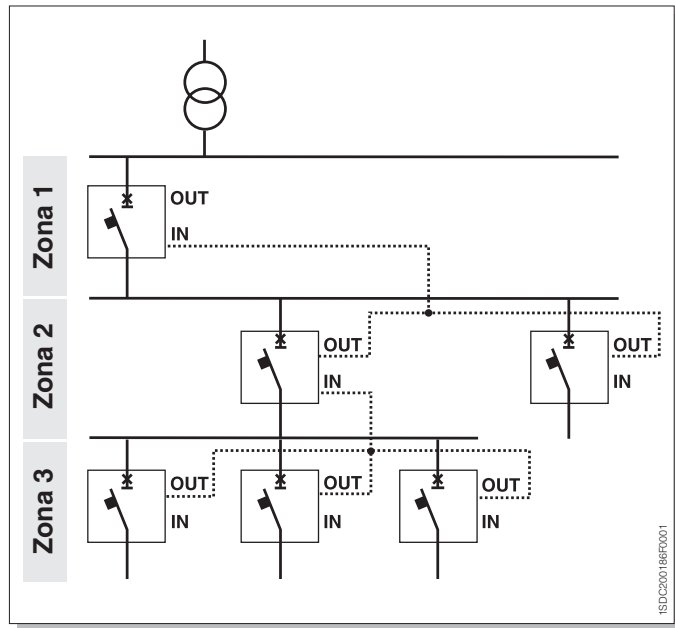 Zona 1
OUT
IN
Zona 2
OUT
IN
OUT
IN
Zona 3
OUT
IN
OUT
IN
OUT
IN
1SDC200186F0001